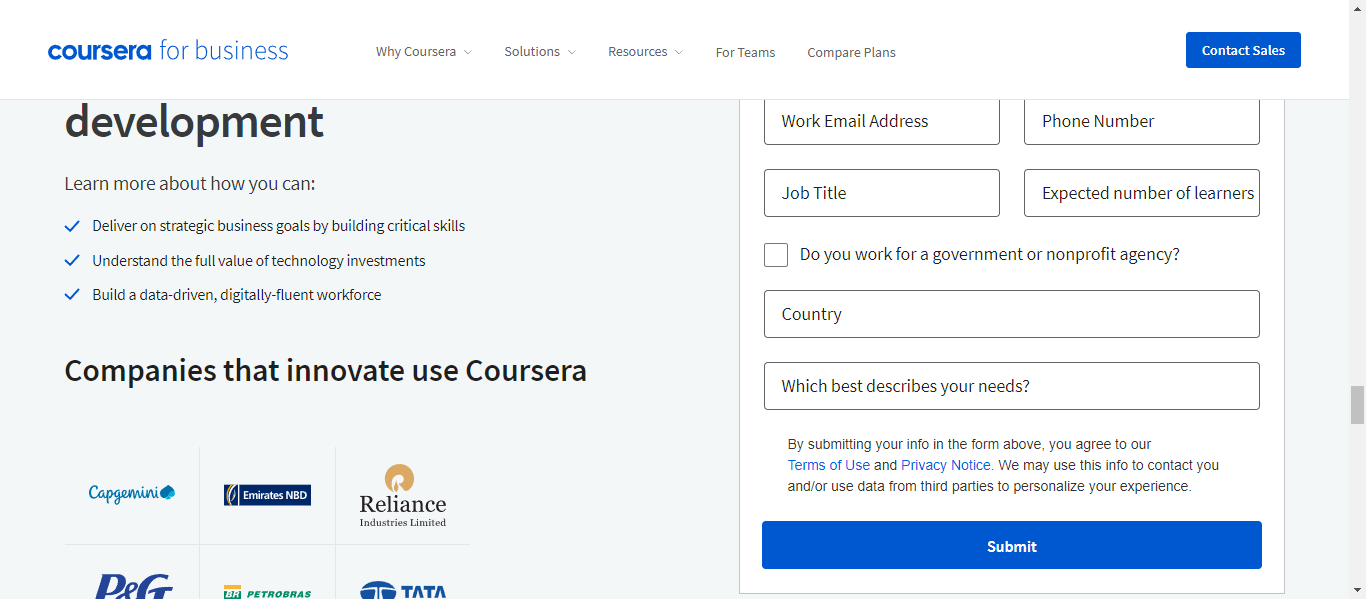 coursera for business
Why Coursera
Solutions
Resources
For Teams
Compare Plans
Contact Sales
development
Learn more about how you can:
Deliver on strategic business goals by building critical skills
Understand the full value of technology investments
Build a data-driven, digitally-fluent workforce
Companies that innovate use Coursera
Capgemini
Emirates NBD
Reliance
Industries Limited
P&G
BR PETROBRAS
TATA
Work Email Address
Phone Number
Job Title
Expected number of learners
Do you work for a government or nonprofit agency?
Country
Which best describes your needs?
By submitting your info in the form above, you agree to our
Terms of Use and Privacy Notice. We may use this info to contact you
and/or use data from third parties to personalize your experience.
Submit